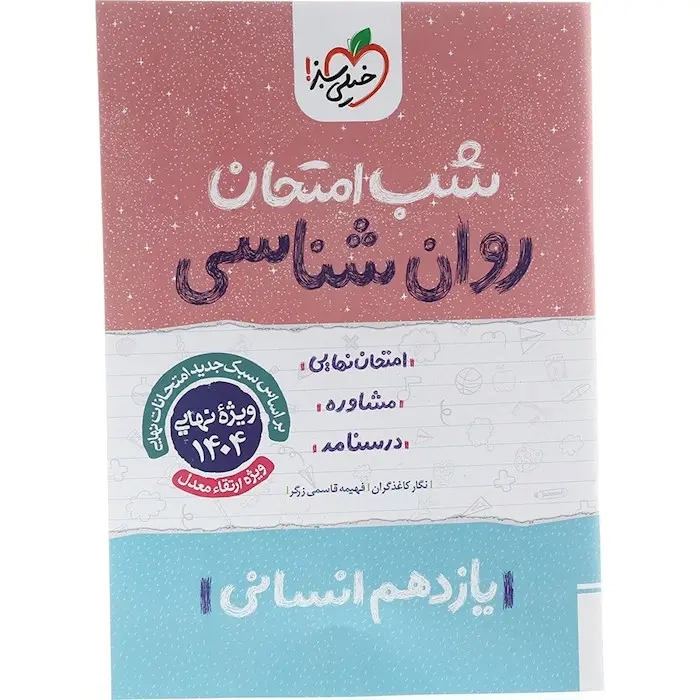 خیلی سبز!
شب امتحان
روان شناسی
امتحان نهایی
مشاوره
درسنامه
نگار کاغذگران | فهیمه قاسمی زرگر
بر اساس سبک جدید امتحانات نهایی
ویژهٔ نهایی
۱۴۰۴
ویژه ارتقاء معدل
یازدهم انسانی